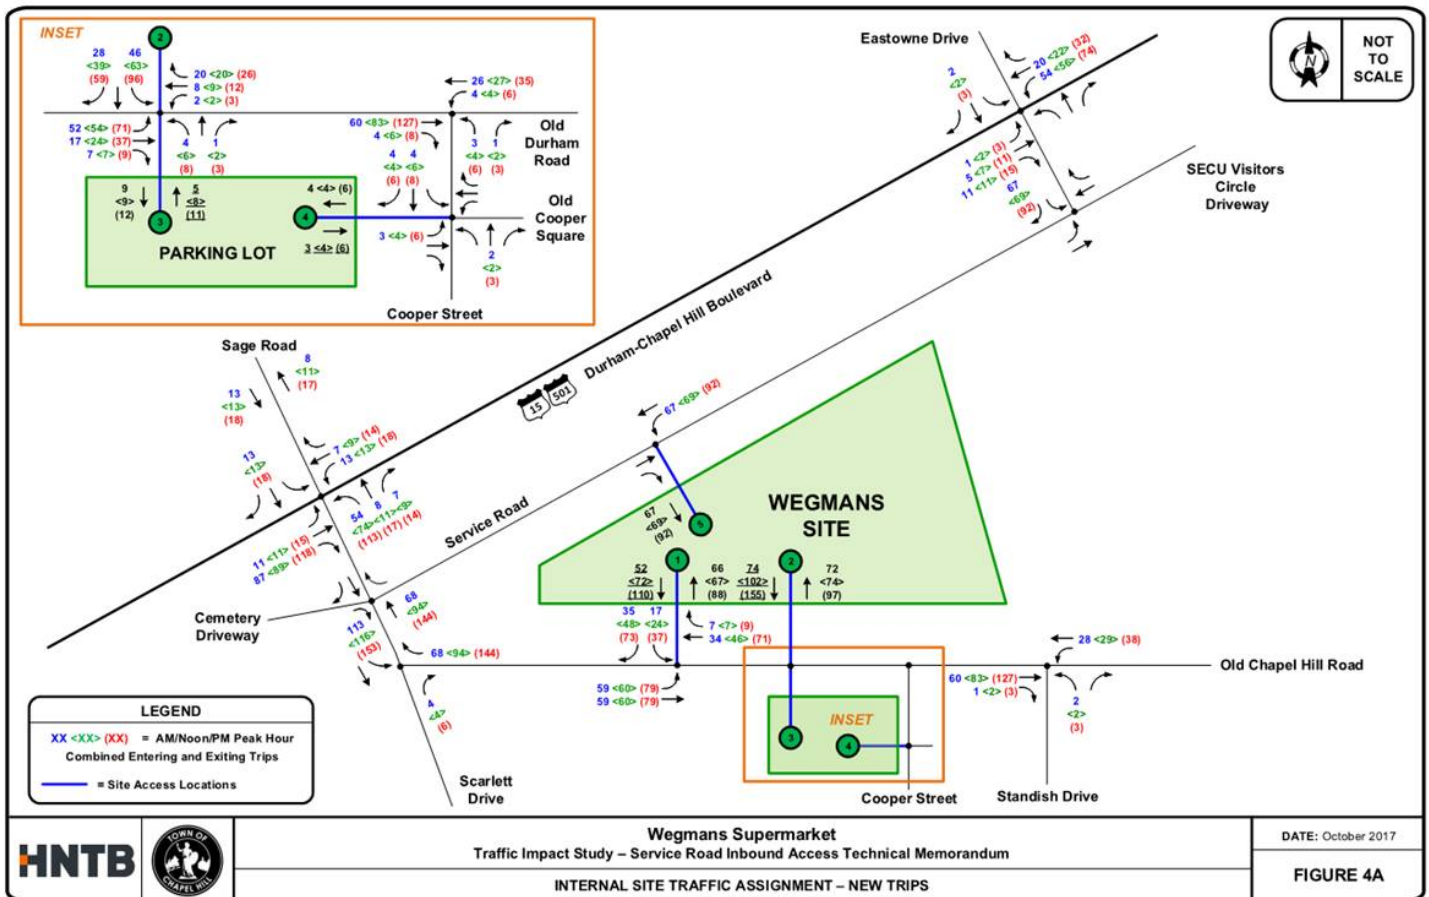 INSET
2
28
<39>
(59)
46
<63>
(96)
20 <20> (26)
8 <9> (12)
2 <2> (3)
26 <27> (35)
4 <4> (6)
52 <54> (71)
17 <24> (37)
7 <7> (9)
4
<6>
(8)
1
<2>
(3)
60 <83> (127)
4 <6> (8)
4
<4>
(6)
4
<6>
(8)
3
<4>
(6)
1
<2>
(3)
Old
Durham
Road
9
<9>
(12)
5
<8>
(11)
4 <4> (6)
3
4
PARKING LOT
3 <4> (6)
3 <4> (6)
Old
Cooper
Square
2
<2>
(3)
Cooper Street
Eastowne Drive
2
<2>
(3)
20 <22> (32)
54 <56> (74)
1 <2> (3)
5 <7> (11)
11 <11> (15)
67
<69>
(92)
SECU Visitors
Circle
Driveway
N
NOT
TO
SCALE
Durham-Chapel Hill Boulevard
15
501
Sage Road
8
<11>
(17)
13
<13>
(18)
13
<13>
(18)
7 <9> (14)
13 <13> (18)
54 8 7
<74><11><9>
(113) (17) (14)
11 <11> (15)
87 <89> (118)
Service Road
67 <69> (92)
67
<69>
(92)
5
WEGMANS
SITE
1
2
52
<72>
(110)
66
<67>
(88)
74
<102>
(155)
72
<74>
(97)
35
<48>
(73)
17
<24>
(37)
7 <7> (9)
34 <46> (71)
59 <60> (79)
59 <60> (79)
Cemetery
Driveway
113
<116>
(153)
68
<94>
(144)
68 <94> (144)
4
<4>
(6)
Scarlett
Drive
28 <29> (38)
Old Chapel Hill Road
60 <83> (127)
1 <2> (3)
2
<2>
(3)
INSET
3
4
Cooper Street
Standish Drive
LEGEND
XX <XX> (XX) = AM/Noon/PM Peak Hour
Combined Entering and Exiting Trips
= Site Access Locations
HNTB
TOWN OF
CHAPEL HILL
Wegmans Supermarket
Traffic Impact Study – Service Road Inbound Access Technical Memorandum
INTERNAL SITE TRAFFIC ASSIGNMENT – NEW TRIPS
DATE: October 2017
FIGURE 4A